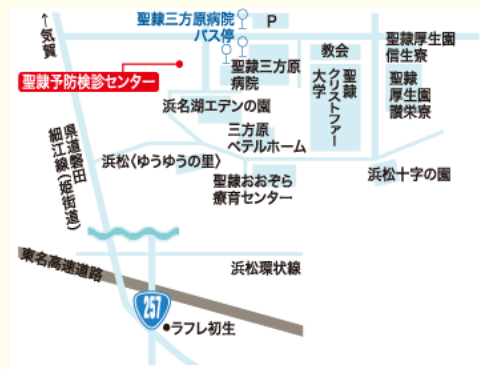 ←気賀
聖隷三方原病院
バス停
P
教会
聖隷厚生園
信生寮
聖隷予防検診センター
聖隷三方原
病院
聖隷
クリストファー
大学
聖隷
厚生園
讃栄寮
浜名湖エデンの園
三方原
ベテルホーム
県道磐田
細江線(姫街道)
浜松〈ゆうゆうの里〉
聖隷おおぞら
療育センター
浜松十字の園
東名高速道路
浜松環状線
257
●ラフレ初生